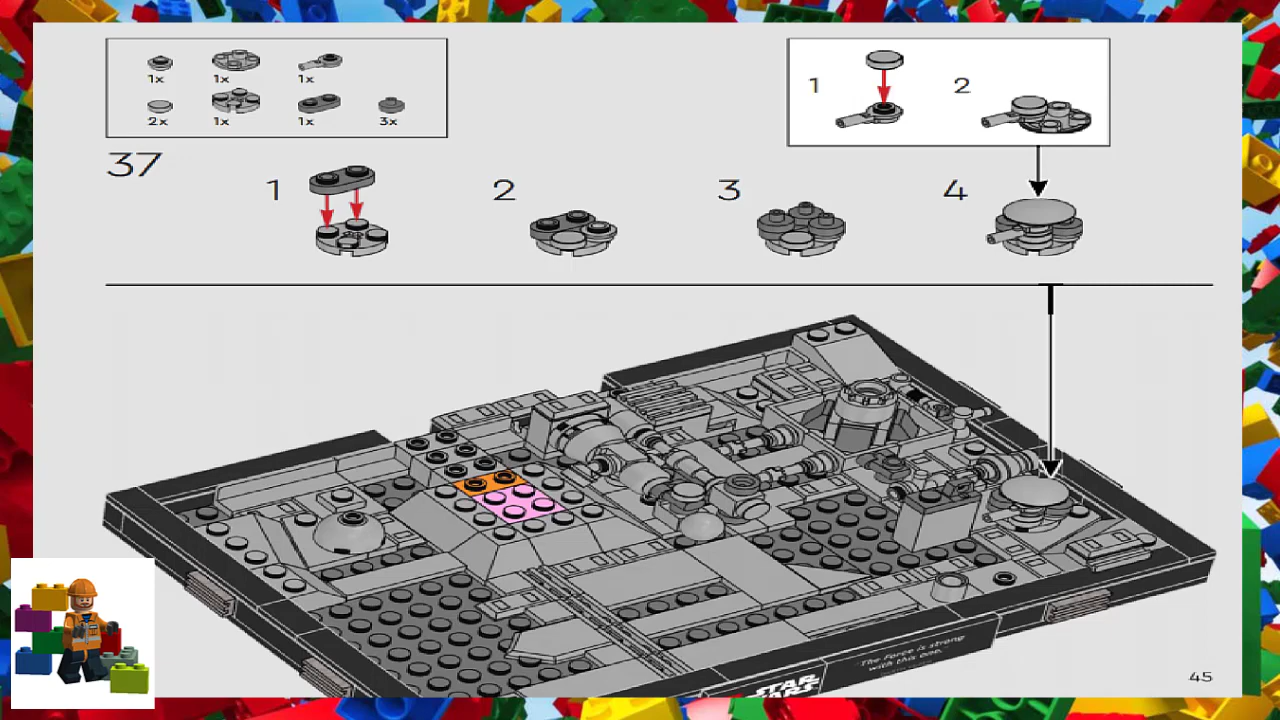 1x 1x 1x
2x 1x 1x 3x
1 2
37
1 2 3 4
The Force is strong
with this one.
STAR
WARS
45